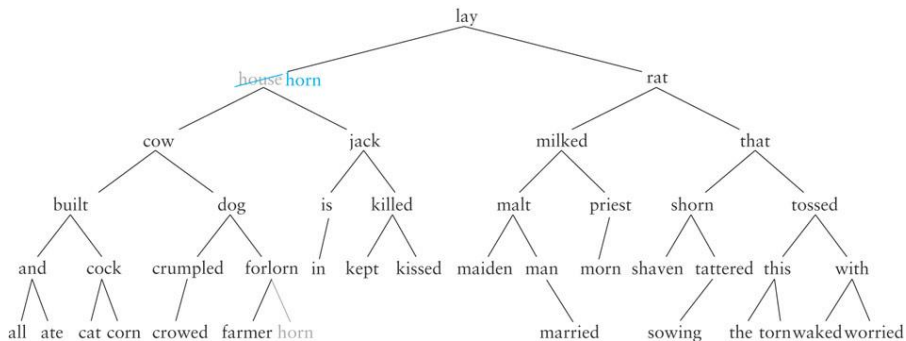 lay
house horn rat
cow jack milked that
built dog is killed malt priest shorn tossed
and cock crumpled forlorn in kept kissed maiden man morn shaven tattered this with
all ate cat corn crowed farmer horn married sowing the torn waked worried